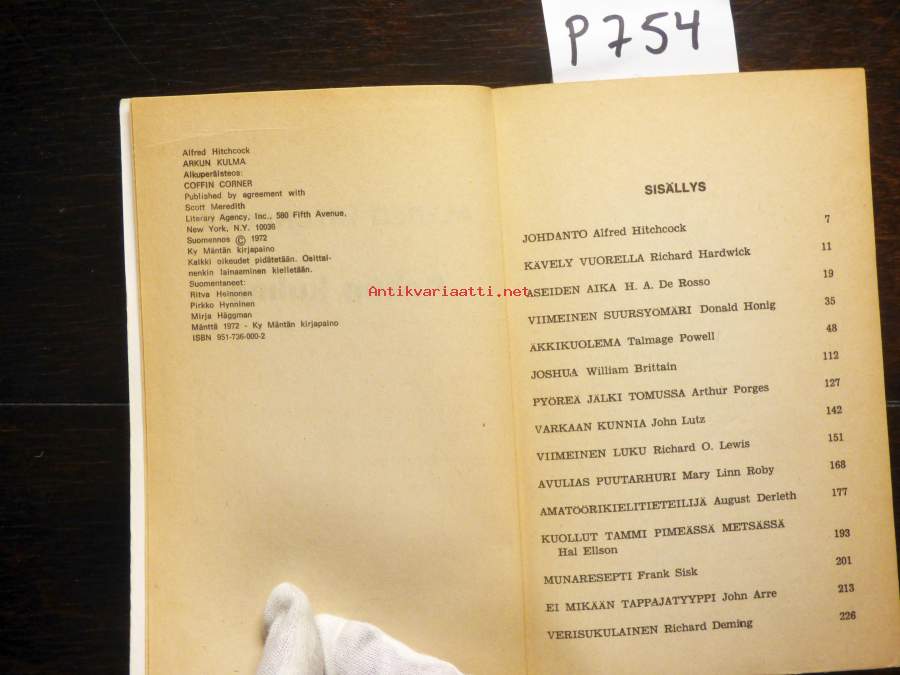 P754
Alfred Hitchcock
ARKUN KULMA
Alkuperäisteos:
COFFIN CORNER
Published by agreement with
Scott Meredith
Literary Agency, Inc., 580 Fifth Avenue,
New York, N.Y. 10036
Suomennos © 1972
Ky Mäntän kirjapaino
Kaikki oikeudet pidätetään. Osittai-
nenkin lainaaminen kielletään.
Suomentaneet:
Ritva Heinonen
Pirkko Hynninen
Mirja Häggman
Mänttä 1972 - Ky Mäntän kirjapaino
ISBN 951-736-000-2
Antikvariaatti.net
SISÄLLYS
JOHDANTO Alfred Hitchcock 7
KÄVELY VUORELLA Richard Hardwick 11
ASEIDEN AIKA H. A. De Rosso 19
VIIMEINEN SUURSYÖMÄRI Donald Honig 35
ÄKKIKUOLEMA Talmage Powell 48
JOSHUA William Brittain 112
PYÖREÄ JÄLKI TOMUSSA Arthur Porges 127
VARKAAN KUNNIA John Lutz 142
VIIMEINEN LUKU Richard O. Lewis 151
AVULIAS PUUTARHURI Mary Linn Roby 168
AMATÖÖRIKIELITIETEILIJÄ August Derleth 177
KUOLLUT TAMMI PIMEÄSSÄ METSÄSSÄ
Hal Ellson 193
MUNARESEPTI Frank Sisk 201
EI MIKÄÄN TAPPAJATYYPPI John Arre 213
VERISUKULAINEN Richard Deming 226